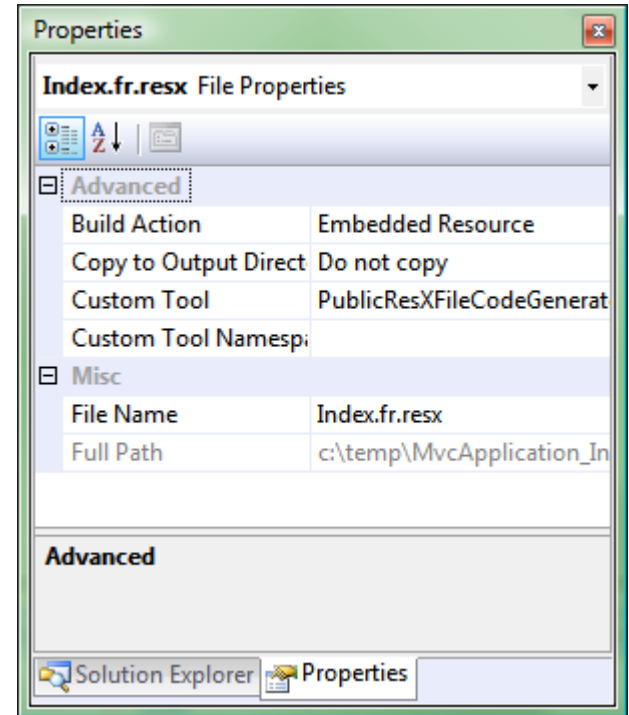 Properties
Index.fr.resx File Properties
Advanced
Build Action Embedded Resource
Copy to Output Direct Do not copy
Custom Tool PublicResXFileCodeGenerat
Custom Tool Namespa
Misc
File Name Index.fr.resx
Full Path c:\temp\MvcApplication_In
Advanced
Solution Explorer Properties